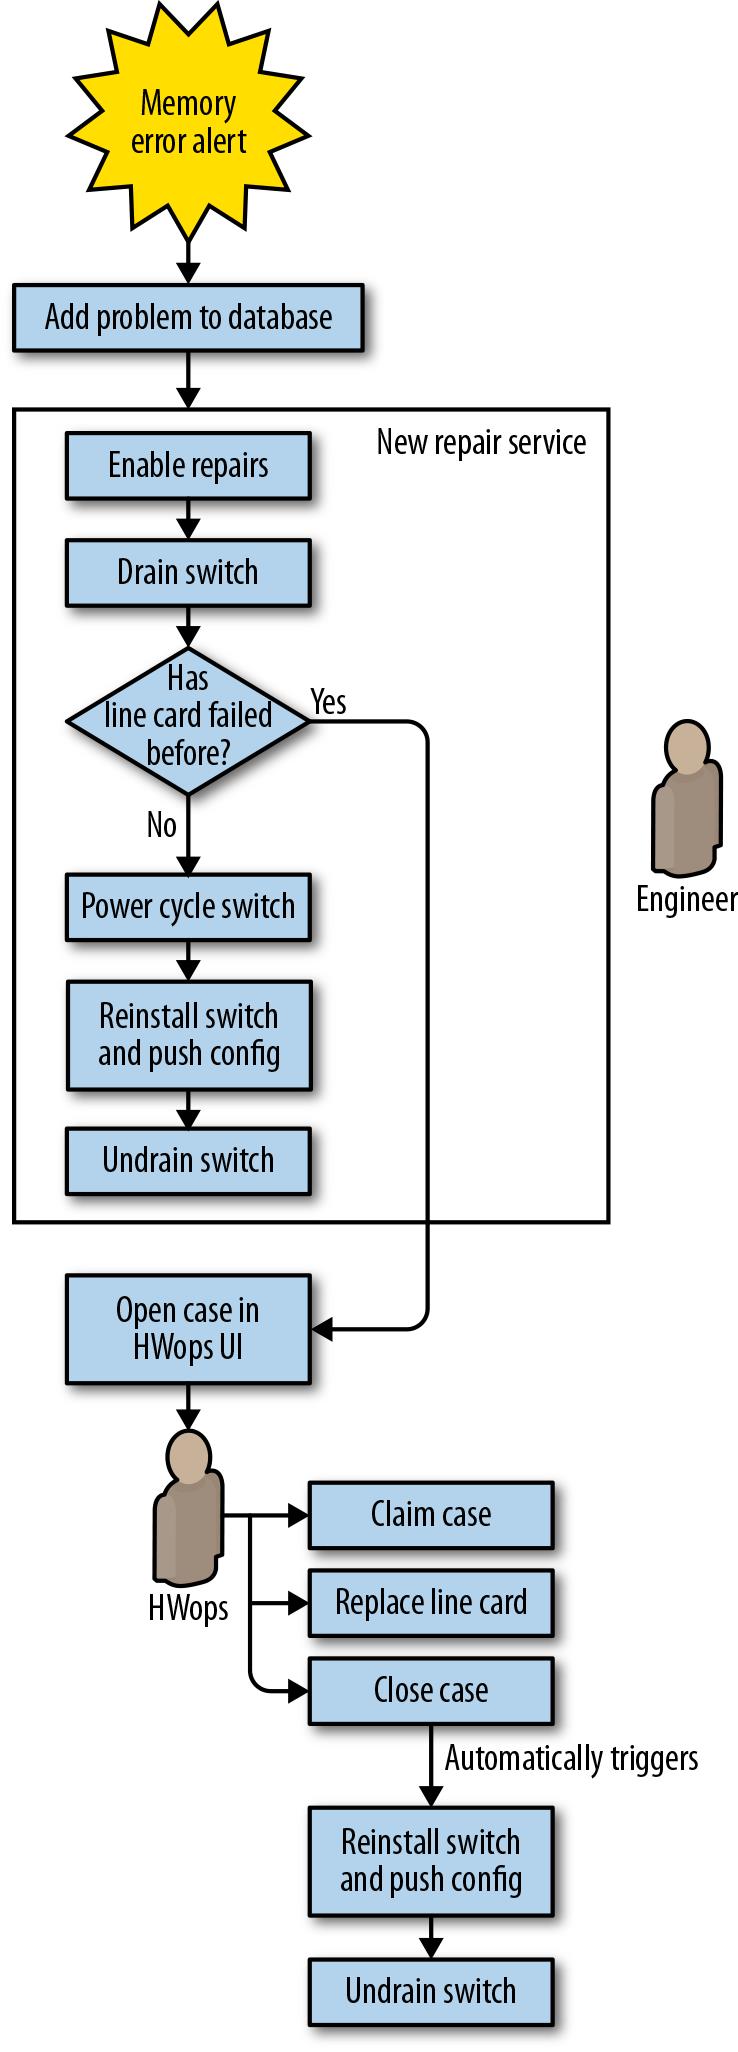 Memory
error alert
Add problem to database
New repair service
Enable repairs
Drain switch
Has
line card failed
before?
Yes
No
Power cycle switch
Engineer
Reinstall switch
and push config
Undrain switch
Open case in
HWops UI
HWops
Claim case
Replace line card
Close case
Automatically triggers
Reinstall switch
and push config
Undrain switch